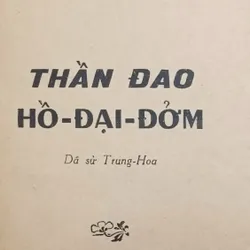 THẦN ĐAO
HỒ-ĐẠI-ĐỞM
Dã sử Trung-Hoa